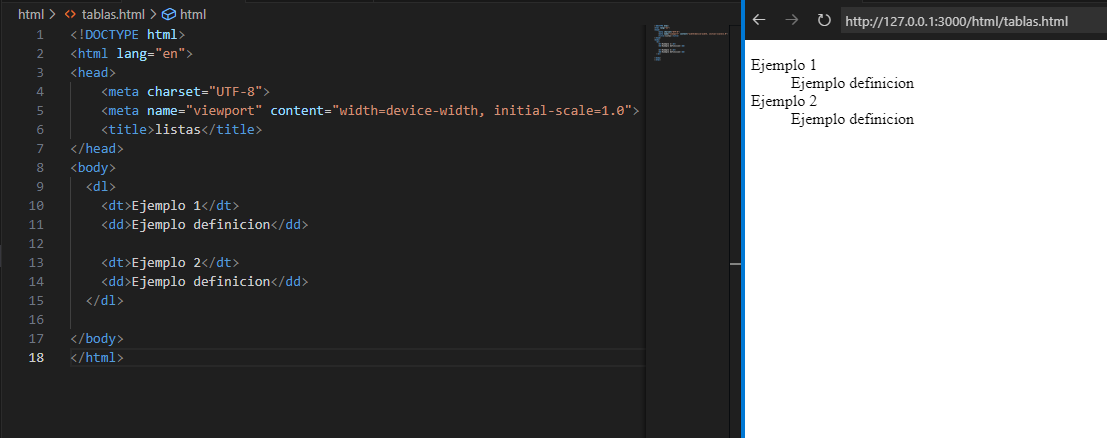 html > tablas.html > html
1 <!DOCTYPE html>
2 <html lang="en">
3 <head>
4 <meta charset="UTF-8">
5 <meta name="viewport" content="width=device-width, initial-scale=1.0">
6 <title>listas</title>
7 </head>
8 <body>
9 <dl>
10 <dt>Ejemplo 1</dt>
11 <dd>Ejemplo definicion</dd>
12
13 <dt>Ejemplo 2</dt>
14 <dd>Ejemplo definicion</dd>
15 </dl>
16
17 </body>
18 </html>
http://127.0.0.1:3000/html/tablas.html
Ejemplo 1
Ejemplo definicion
Ejemplo 2
Ejemplo definicion